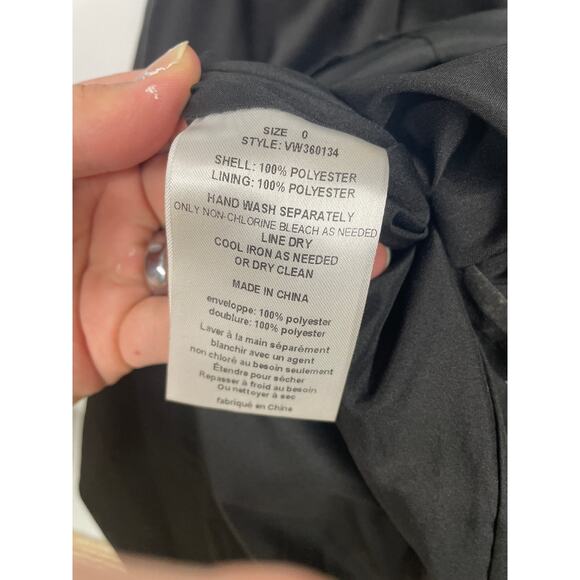 SIZE 0
STYLE: VW360134
SHELL: 100% POLYESTER
LINING: 100% POLYESTER
HAND WASH SEPARATELY
ONLY NON-CHLORINE BLEACH AS NEEDED
LINE DRY
COOL IRON AS NEEDED
OR DRY CLEAN
MADE IN CHINA
enveloppe: 100% polyester
doublure: 100% polyester
Laver à la main séparément
blanchir avec un agent
non chloré au besoin seulement
Étendre pour sécher
Repasser à froid au besoin
Ou nettoyer à sec
fabriqué en China